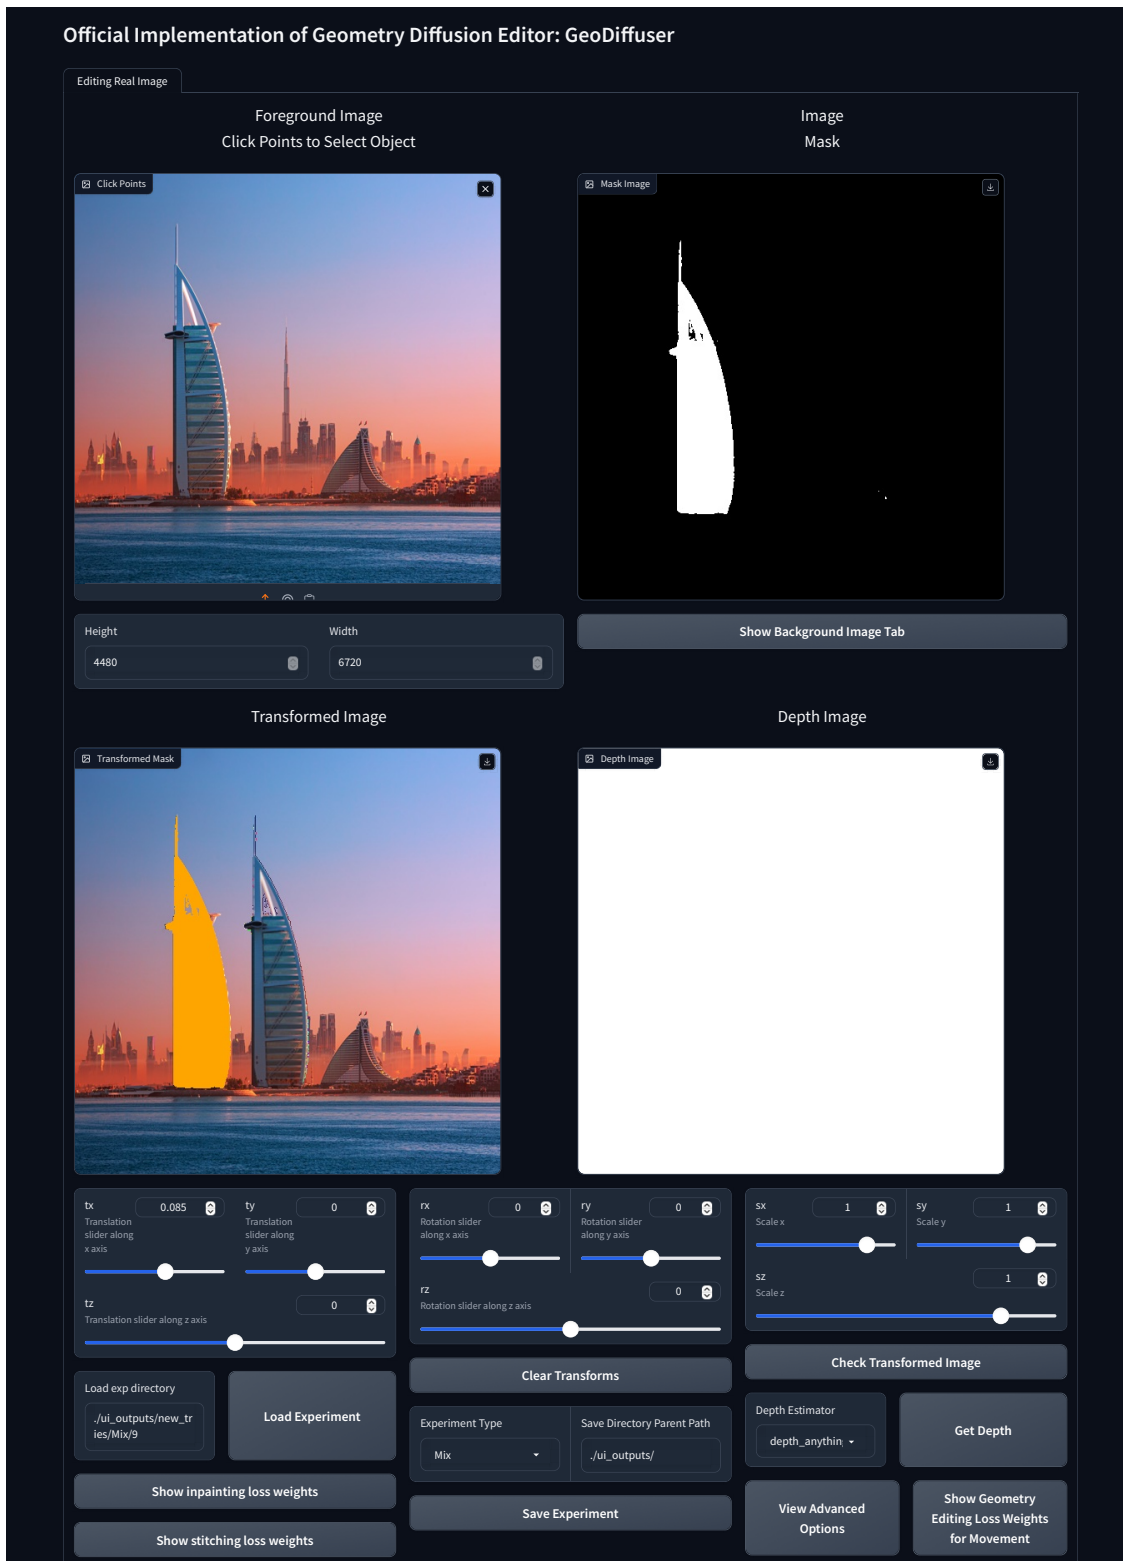 Official Implementation of Geometry Diffusion Editor: GeoDiffuser
Editing Real Image
Foreground Image
Click Points to Select Object
Image
Mask
Click Points
Mask Image
Height
4480
Width
6720
Show Background Image Tab
Transformed Image
Depth Image
Transformed Mask
Depth Image
tx
0.085
Translation
slider along
x axis
ty
0
Translation
slider along
y axis
tz
0
Translation slider along z axis
rx
0
Rotation slider
along x axis
ry
0
Rotation slider
along y axis
rz
0
Rotation slider along z axis
sx
1
Scale x
sy
1
Scale y
sz
1
Scale z
Load exp directory
./ui_outputs/new_tr
ies/Mix/9
Load Experiment
Show inpainting loss weights
Show stitching loss weights
Clear Transforms
Experiment Type
Mix
Save Directory Parent Path
./ui_outputs/
Save Experiment
Check Transformed Image
Depth Estimator
depth_anythin
Get Depth
View Advanced
Options
Show Geometry
Editing Loss Weights
for Movement